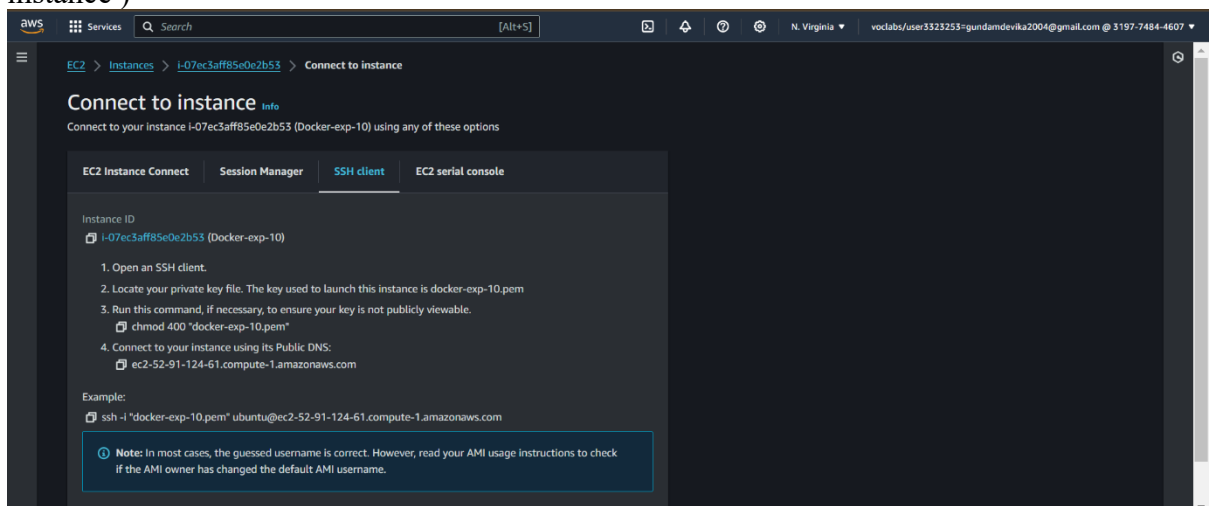 instance )
aws Services Search [Alt+S] N. Virginia ▼ voclabs/user3323253=gundamdevika2004@gmail.com @ 3197-7484-4607 ▼
EC2 > Instances > i-07ec3aff85e0e2b53 > Connect to instance
Connect to instance Info
Connect to your instance i-07ec3aff85e0e2b53 (Docker-exp-10) using any of these options
EC2 Instance Connect Session Manager SSH client EC2 serial console
Instance ID
i-07ec3aff85e0e2b53 (Docker-exp-10)
1. Open an SSH client.
2. Locate your private key file. The key used to launch this instance is docker-exp-10.pem
3. Run this command, if necessary, to ensure your key is not publicly viewable.
chmod 400 "docker-exp-10.pem"
4. Connect to your instance using its Public DNS:
ec2-52-91-124-61.compute-1.amazonaws.com
Example:
ssh -i "docker-exp-10.pem" ubuntu@ec2-52-91-124-61.compute-1.amazonaws.com
Note: In most cases, the guessed username is correct. However, read your AMI usage instructions to check
if the AMI owner has changed the default AMI username.